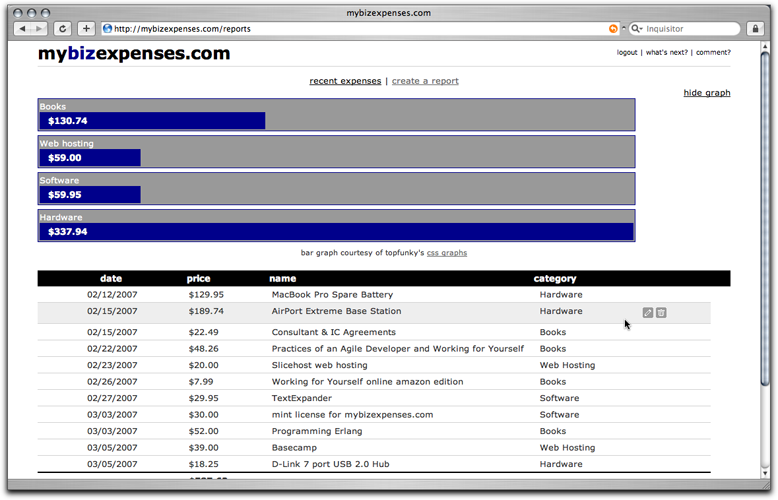 mybizexpenses.com
http://mybizexpenses.com/reports
Inquisitor
mybizexpenses.com
logout | what's next? | comment?
recent expenses | create a report
hide graph
Books
$130.74
Web hosting
$59.00
Software
$59.95
Hardware
$337.94
bar graph courtesy of topfunky's css graphs
date price name category
02/12/2007 $129.95 MacBook Pro Spare Battery Hardware
02/15/2007 $189.74 AirPort Extreme Base Station Hardware
02/15/2007 $22.49 Consultant & IC Agreements Books
02/22/2007 $48.26 Practices of an Agile Developer and Working for Yourself Books
02/23/2007 $20.00 Slicehost web hosting Web Hosting
02/26/2007 $7.99 Working for Yourself online amazon edition Books
02/27/2007 $29.95 TextExpander Software
03/03/2007 $30.00 mint license for mybizexpenses.com Software
03/03/2007 $52.00 Programming Erlang Books
03/05/2007 $39.00 Basecamp Web Hosting
03/05/2007 $18.25 D-Link 7 port USB 2.0 Hub Hardware